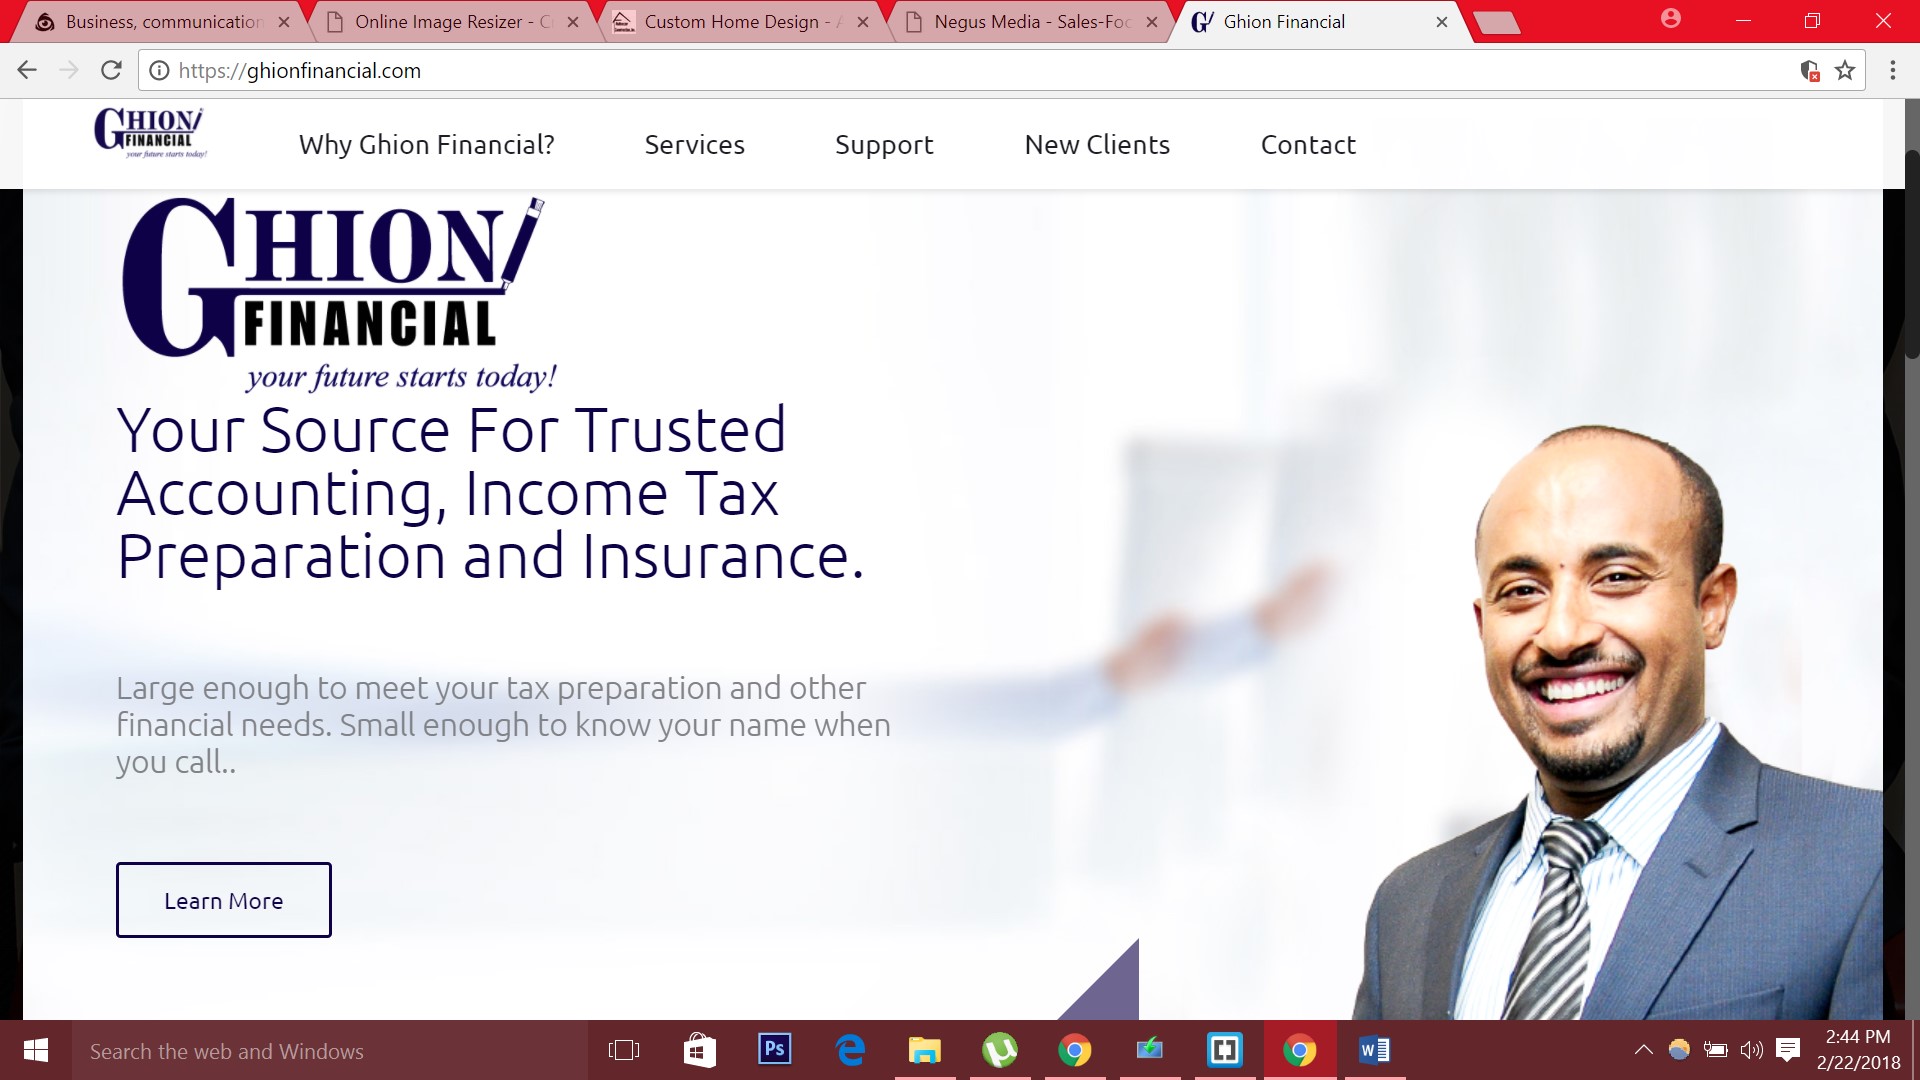 Business, communication
Online Image Resizer - Cr
Custom Home Design - A
Negus Media - Sales-Foc
Ghion Financial
https://ghionfinancial.com
GHION
FINANCIAL
your future starts today!
Why Ghion Financial?
Services
Support
New Clients
Contact
GHION
FINANCIAL
your future starts today!
Your Source For Trusted
Accounting, Income Tax
Preparation and Insurance.
Large enough to meet your tax preparation and other
financial needs. Small enough to know your name when
you call..
Learn More
Search the web and Windows
Ps
2:44 PM
2/22/2018